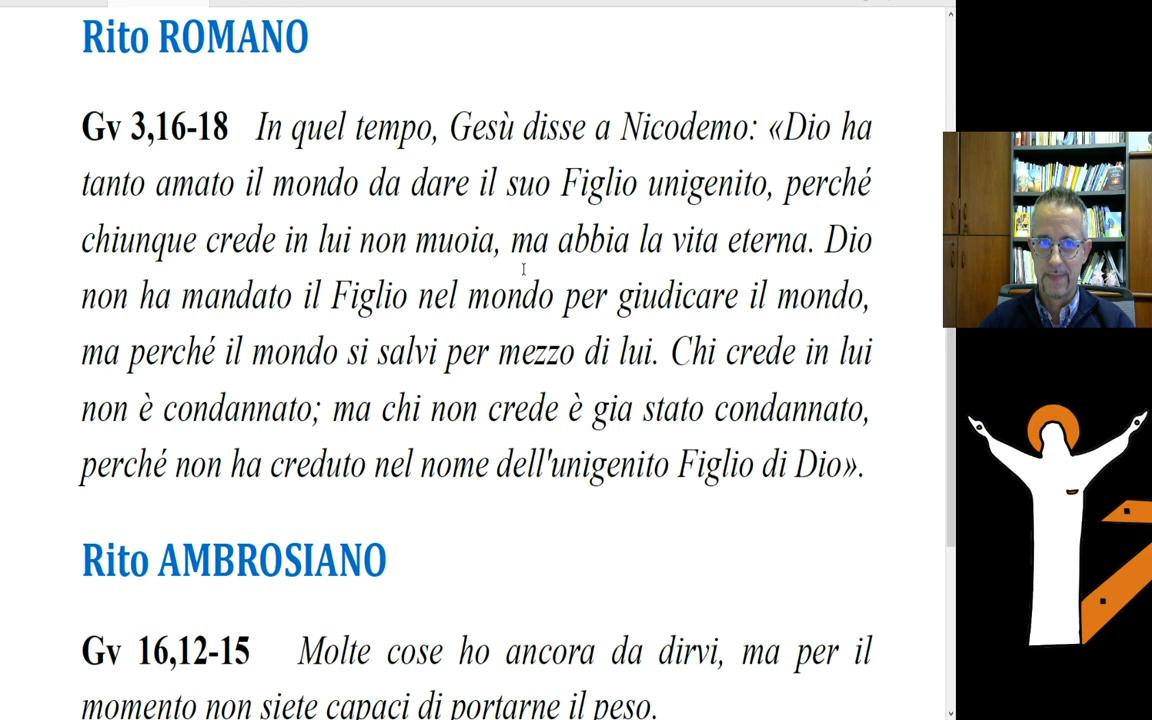 Rito ROMANO
Gv 3,16-18 In quel tempo, Gesù disse a Nicodemo: «Dio ha
tanto amato il mondo da dare il suo Figlio unigenito, perché
chiunque crede in lui non muoia, ma abbia la vita eterna. Dio
non ha mandato il Figlio nel mondo per giudicare il mondo,
ma perché il mondo si salvi per mezzo di lui. Chi crede in lui
non è condannato; ma chi non crede è gia stato condannato,
perché non ha creduto nel nome dell'unigenito Figlio di Dio».
Rito AMBROSIANO
Gv 16,12-15 Molte cose ho ancora da dirvi, ma per il
momento non siete capaci di portarne il peso.